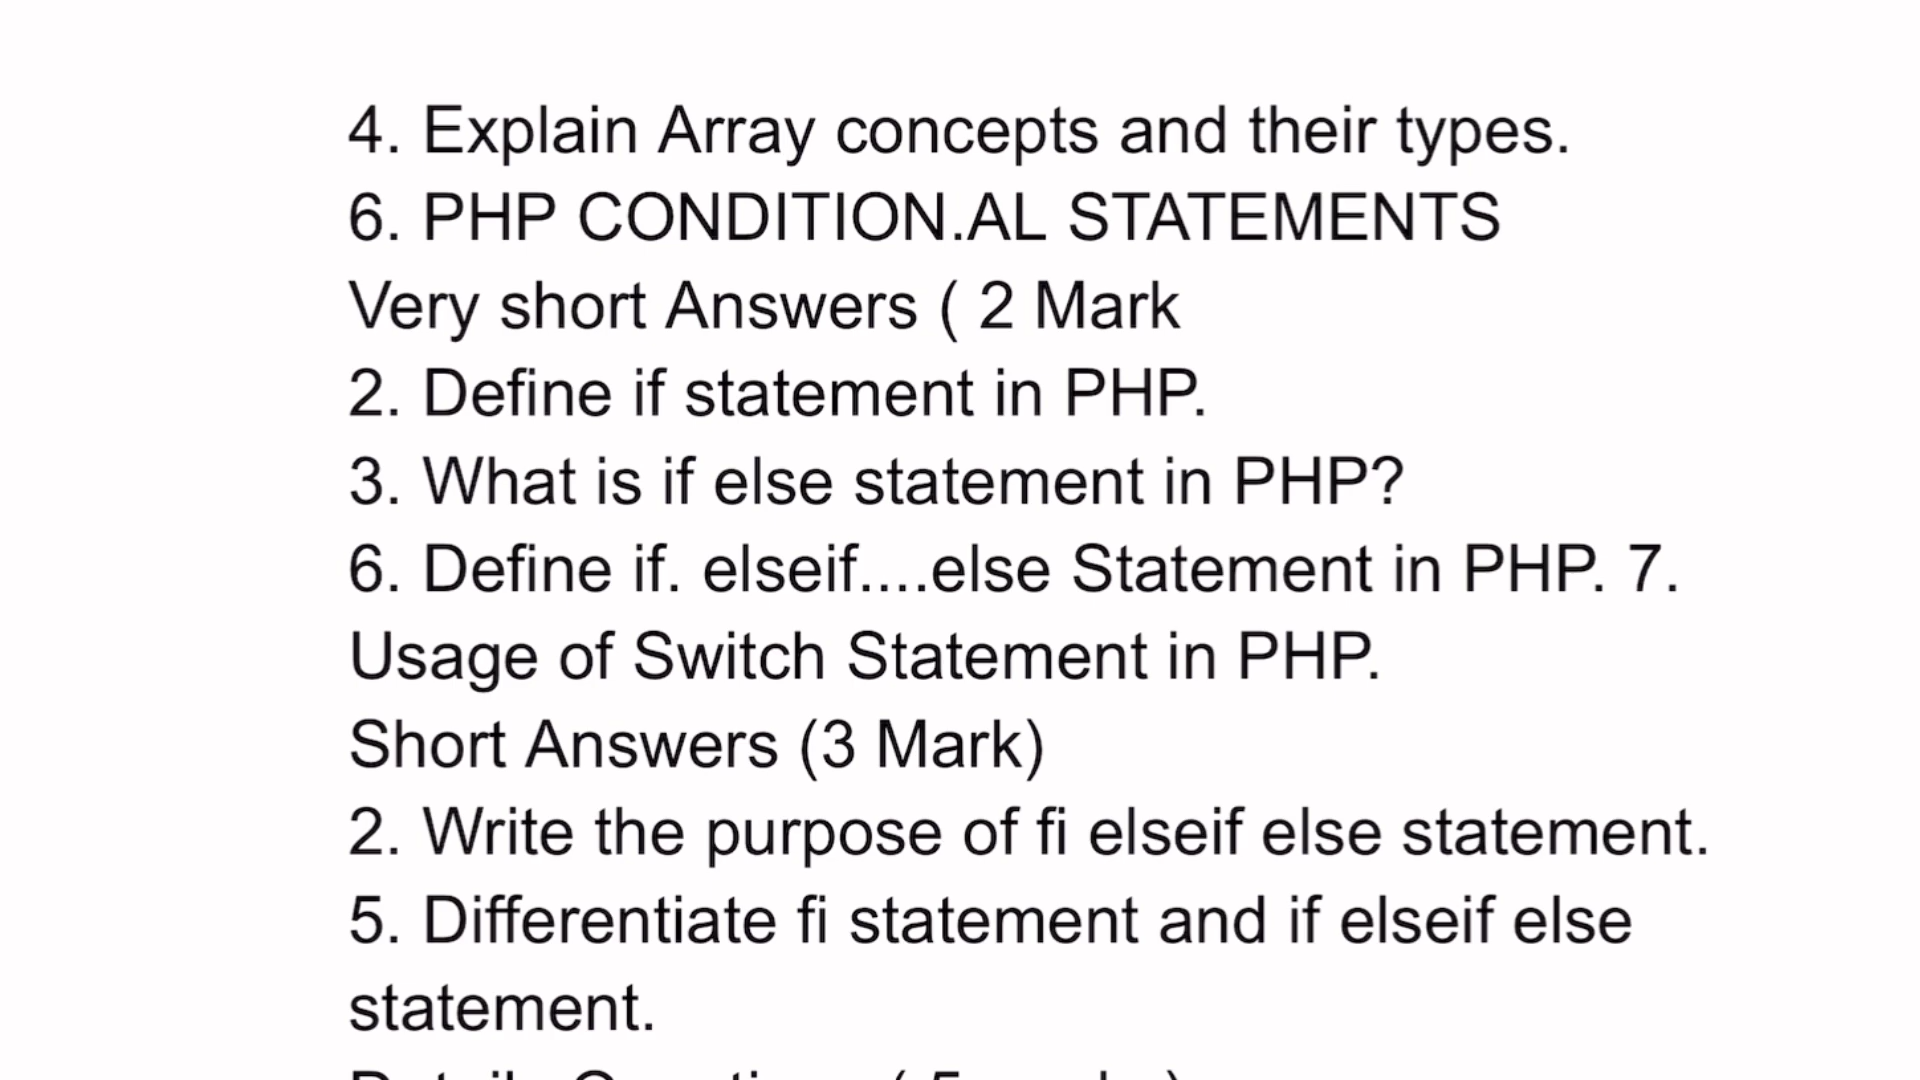 4. Explain Array concepts and their types.
6. PHP CONDITION.AL STATEMENTS
Very short Answers ( 2 Mark
2. Define if statement in PHP.
3. What is if else statement in PHP?
6. Define if. elseif....else Statement in PHP. 7.
Usage of Switch Statement in PHP.
Short Answers (3 Mark)
2. Write the purpose of fi elseif else statement.
5. Differentiate fi statement and if elseif else
statement.